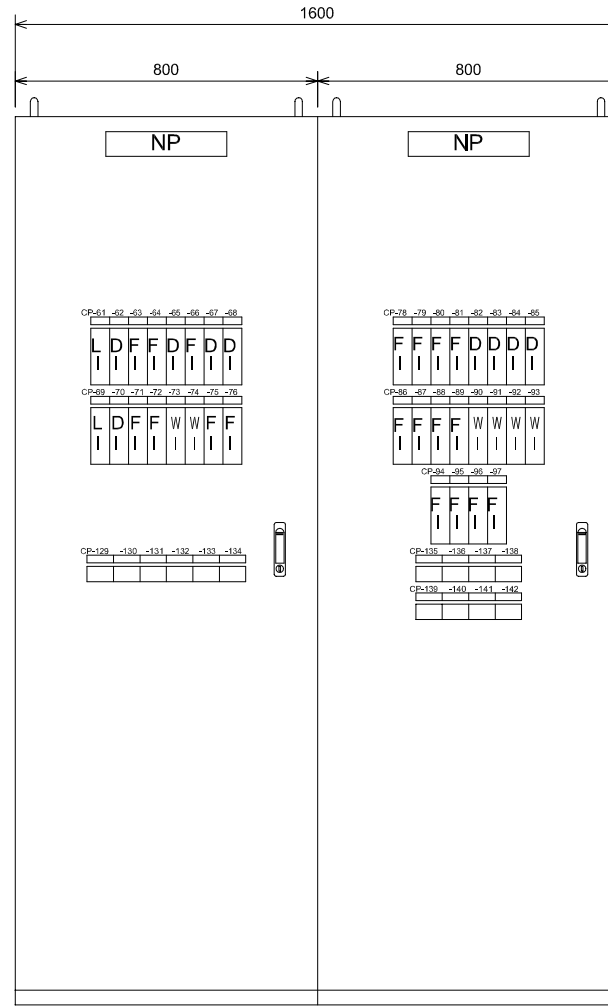 1600
800 800
NP NP
CP-61 -62 -63 -64 -65 -66 -67 -68
L D F F D F D D
I I I I I I I I
CP-69 -70 -71 -72 -73 -74 -75 -76
L D F F W W F F
I I I I I I I I
CP-129 -130 -131 -132 -133 -134
CP-78 -79 -80 -81 -82 -83 -84 -85
F F F F D D D D
I I I I I I I I
CP-86 -87 -88 -89 -90 -91 -92 -93
F F F F W W W W
I I I I I I I I
CP-94 -95 -96 -97
F F F F
I I I I
CP-135 -136 -137 -138
CP-139 -140 -141 -142